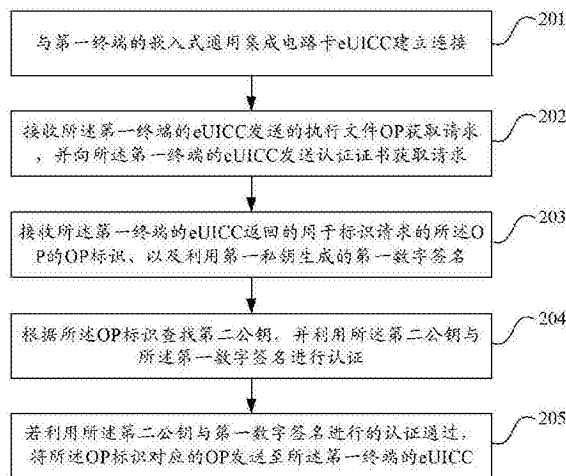 与第一终端的嵌入式通用集成电路卡eUICC建立连接
201
接收所述第一终端的eUICC发送的执行文件OP获取请求
、并向所述第一终端的eUICC发送认证证书获取请求
202
接收所述第一终端的eUICC返回的用于标识请求的所述O
P的OP标识、以及利用第一私钥生成的第一数字签名
203
根据所述OP标识查找第二公钥，并利用所述第二公钥与
所述第一数字签名进行认证
204
若利用所述第二公钥与第一数字签名进行的认证通过，
将所述OP标识对应的OP发送至所述第一终端的eUICC
205